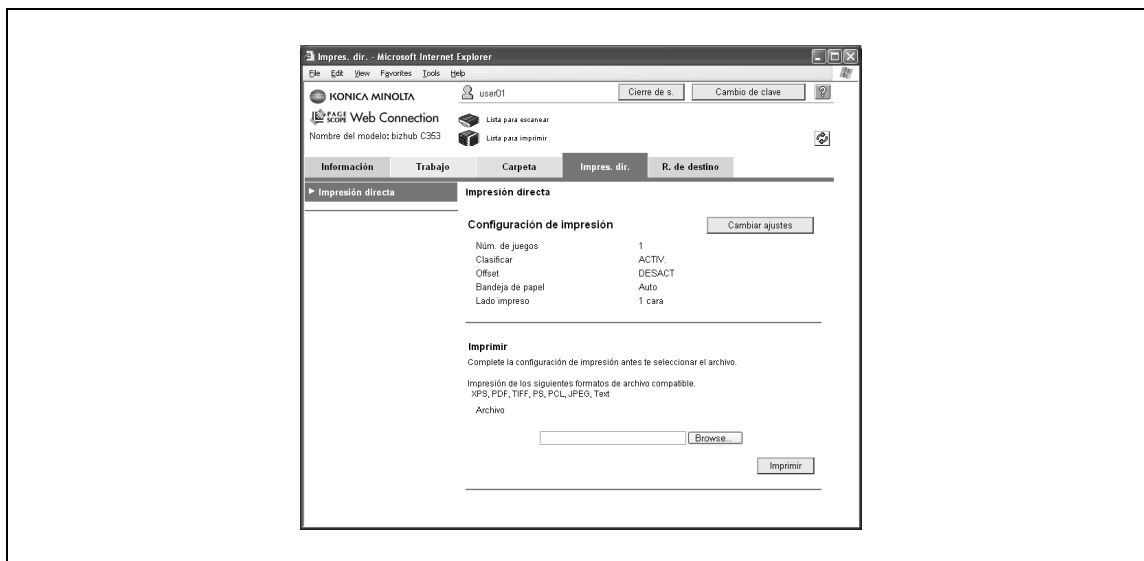 Impres. dir. - Microsoft Internet Explorer
File Edit View Favorites Tools Help
KONICA MINOLTA
user01
Cierre de s.
Cambio de clave
?
PAGE SCOPE Web Connection
Lista para escanear
Nombre del modelo: bizhub C353
Lista para imprimir
Información Trabajo Carpeta Impres. dir. R. de destino
Impresión directa
Impresión directa
Configuración de impresión
Cambiar ajustes
Núm. de juegos 1
Clasificar ACTIV.
Offset DESACT
Bandeja de papel Auto
Lado impreso 1 cara
Imprimir
Complete la configuración de impresión antes te seleccionar el archivo.
Impresión de los siguientes formatos de archivo compatible.
XPS, PDF, TIFF, PS, PCL, JPEG, Text
Archivo
Browse...
Imprimir